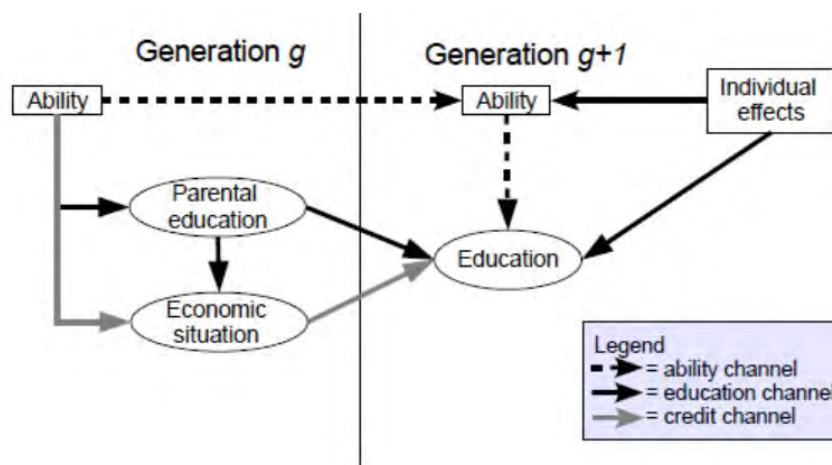 Generation g
Generation g+1
Ability
Ability
Individual
effects
Parental
education
Education
Economic
situation
Legend
= ability channel
= education channel
= credit channel